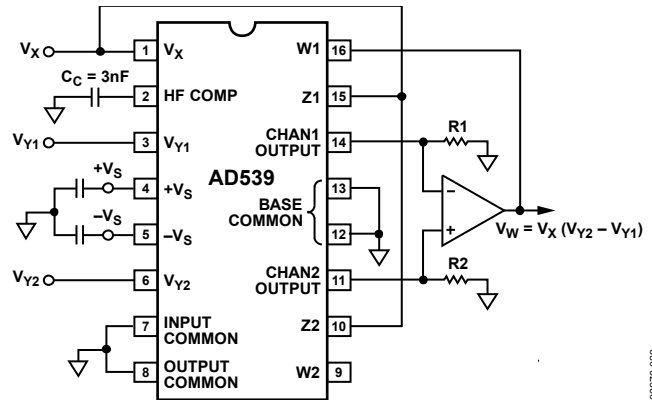 VX
1
VX
W1
16
CC = 3nF
2
HF COMP
Z1
15
VY1
3
VY1
CHAN1
OUTPUT
14
R1
+VS
4
+VS
AD539
13
BASE
COMMON
–VS
5
–VS
12
–
+
VW = VX (VY2 – VY1)
VY2
6
VY2
CHAN2
OUTPUT
11
R2
7
INPUT
COMMON
Z2
10
8
OUTPUT
COMMON
W2
9